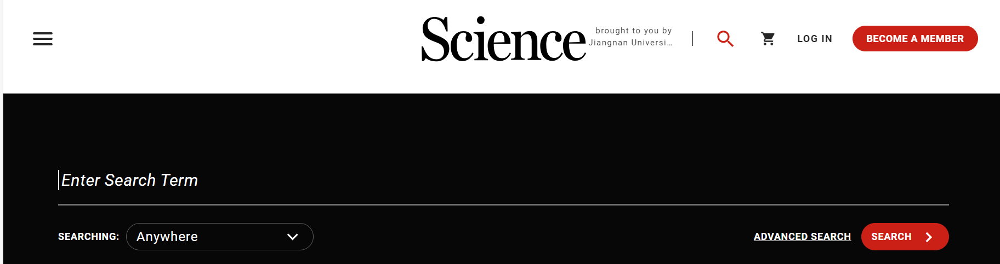 Science
brought to you by
Jiangnan Universi...
LOG IN
BECOME A MEMBER
Enter Search Term
SEARCHING:
Anywhere
ADVANCED SEARCH
SEARCH